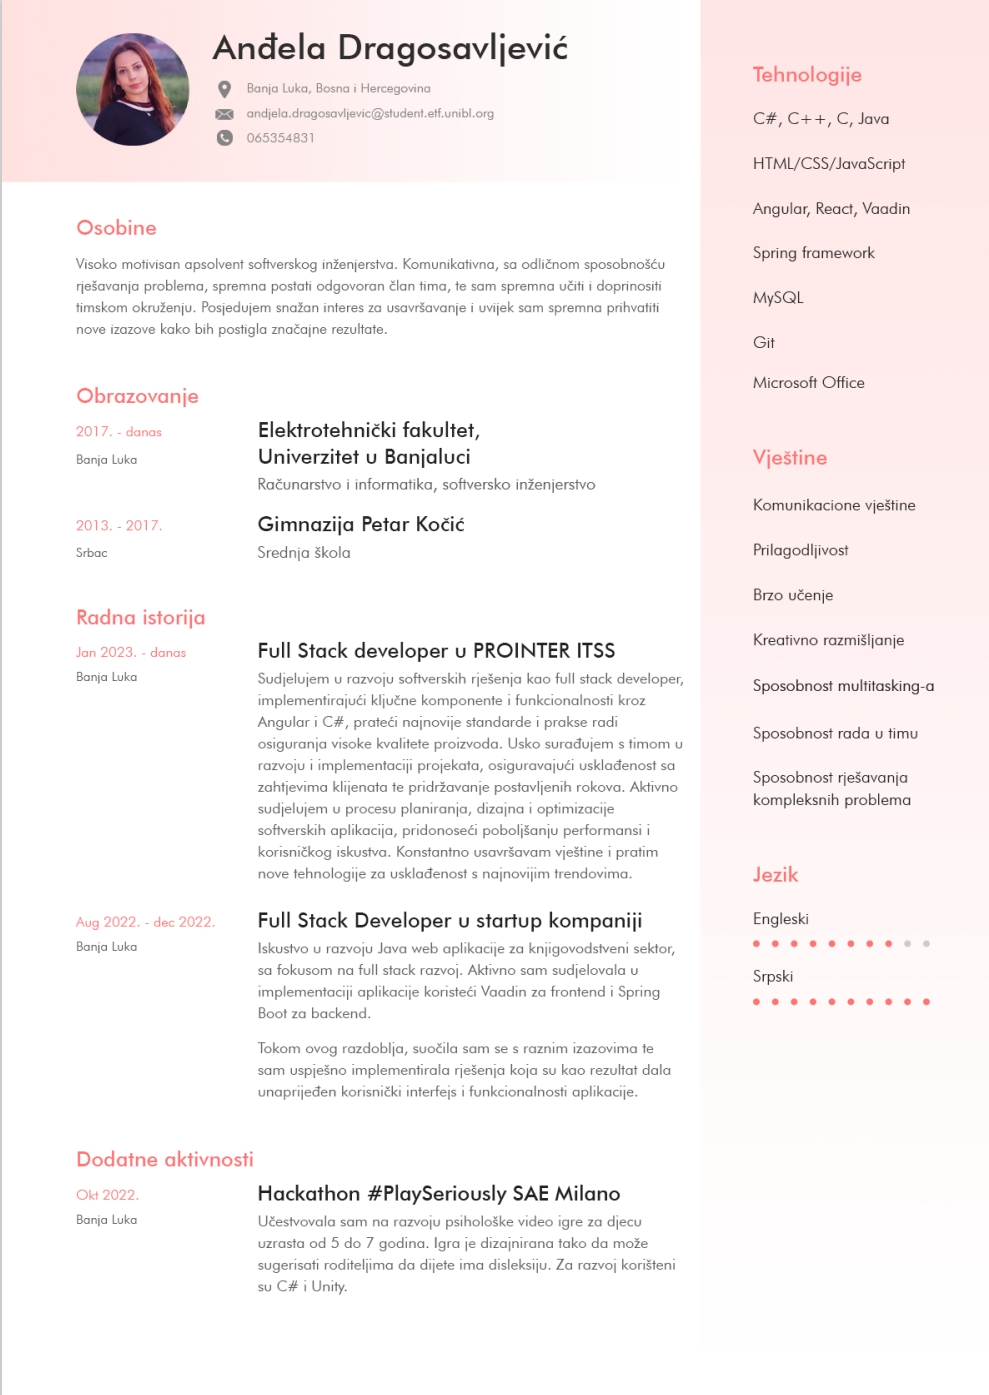 Anđela Dragosavljević
Banja Luka, Bosna i Hercegovina
andjela.dragosavljevic@student.etf.unibl.org
065354831
Osobine
Visoko motivisan apsolvent softverskog inženjerstva. Komunikativna, sa odličnom sposobnošću
rješavanja problema, spremna postati odgovoran član tima, te sam spremna učiti i doprinositi
timskom okruženju. Posjedujem snažan interes za usavršavanje i uvijek sam spremna prihvatiti
nove izazove kako bih postigla značajne rezultate.
Obrazovanje
2017. - danas
Banja Luka
Elektrotehnički fakultet,
Univerzitet u Banjaluci
Računarstvo i informatika, softversko inženjerstvo
2013. - 2017.
Srbac
Gimnazija Petar Kočić
Srednja škola
Radna istorija
Jan 2023. - danas
Banja Luka
Full Stack developer u PROINTER ITSS
Sudjelujem u razvoju softverskih rješenja kao full stack developer,
implementirajući ključne komponente i funkcionalnosti kroz
Angular i C#, prateći najnovije standarde i prakse radi
osiguranja visoke kvalitete proizvoda. Usko surađujem s timom u
razvoju i implementaciji projekata, osiguravajući usklađenost sa
zahtjevima klijenata te pridržavanje postavljenih rokova. Aktivno
sudjelujem u procesu planiranja, dizajna i optimizacije
softverskih aplikacija, pridonoseći poboljšanju performansi i
korisničkog iskustva. Konstantno usavršavam vještine i pratim
nove tehnologije za usklađenost s najnovijim trendovima.
Aug 2022. - dec 2022.
Banja Luka
Full Stack Developer u startup kompaniji
Iskustvo u razvoju Java web aplikacije za knjigovodstveni sektor,
sa fokusom na full stack razvoj. Aktivno sam sudjelovala u
implementaciji aplikacije koristeći Vaadin za frontend i Spring
Boot za backend.
Tokom ovog razdoblja, suočila sam se s raznim izazovima te
sam uspješno implementirala rješenja koja su kao rezultat dala
unaprijeđen korisnički interfejs i funkcionalnosti aplikacije.
Dodatne aktivnosti
Okt 2022.
Banja Luka
Hackathon #PlaySeriously SAE Milano
Učestvovala sam na razvoju psihološke video igre za djecu
uzrasta od 5 do 7 godina. Igra je dizajnirana tako da može
sugerisati roditeljima da dijete ima disleksiju. Za razvoj korišteni
su C# i Unity.
Tehnologije
C#, C++, C, Java
HTML/CSS/JavaScript
Angular, React, Vaadin
Spring framework
MySQL
Git
Microsoft Office
Vještine
Komunikacione vještine
Prilagodljivost
Brzo učenje
Kreativno razmišljanje
Sposobnost multitasking-a
Sposobnost rada u timu
Sposobnost rješavanja
kompleksnih problema
Jezik
Engleski
Srpski